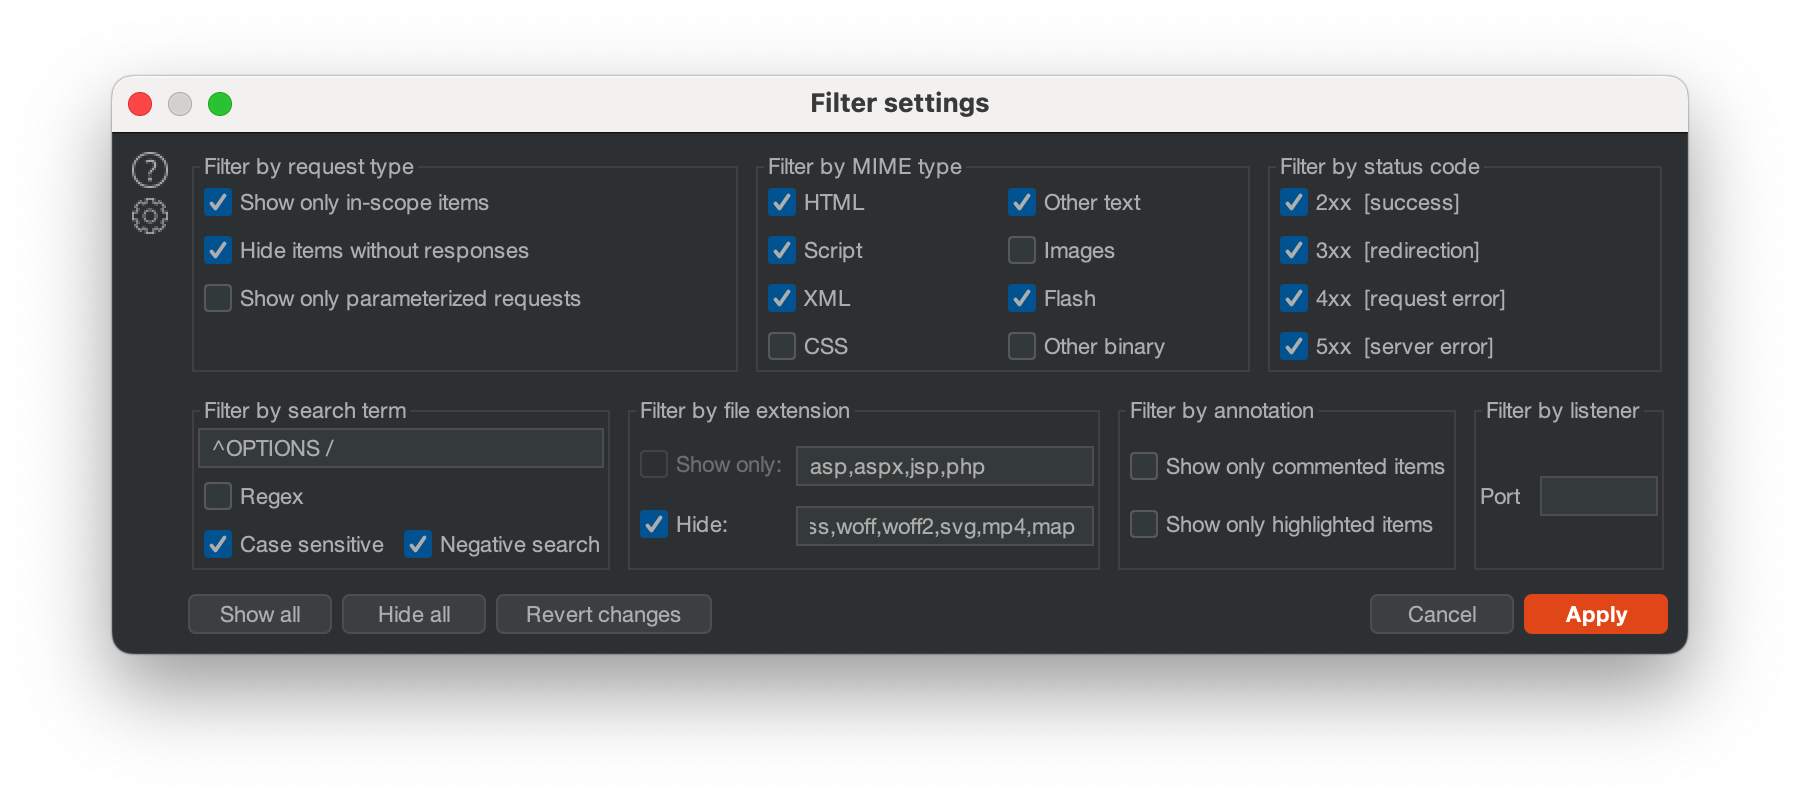 Filter settings
Filter by request type
Show only in-scope items
Hide items without responses
Show only parameterized requests
Filter by MIME type
HTML
Other text
Script
Images
XML
Flash
CSS
Other binary
Filter by status code
2xx [success]
3xx [redirection]
4xx [request error]
5xx [server error]
Filter by search term
^OPTIONS /
Regex
Case sensitive
Negative search
Filter by file extension
Show only: asp,aspx,jsp,php
Hide: ss,woff,woff2,svg,mp4,map
Filter by annotation
Show only commented items
Show only highlighted items
Filter by listener
Port
Show all
Hide all
Revert changes
Cancel
Apply